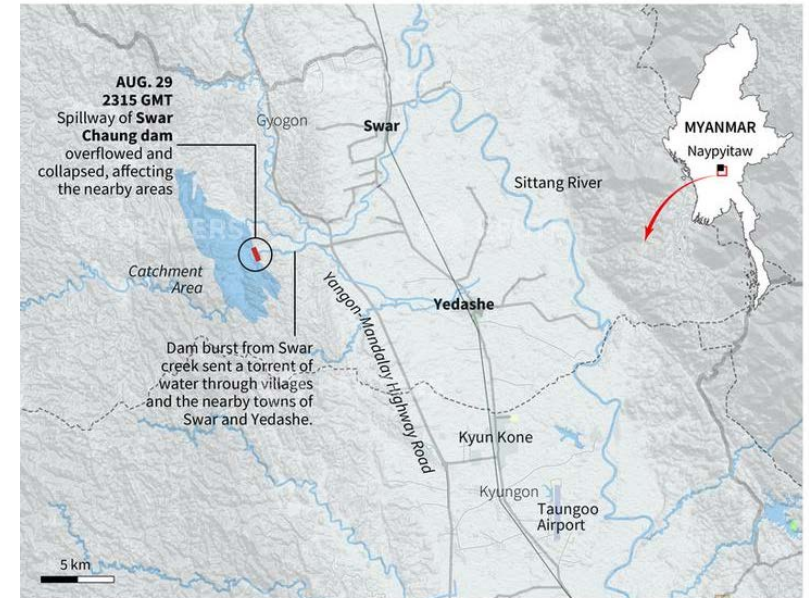 AUG. 29
2315 GMT
Spillway of Swar
Chaung dam
overflowed and
collapsed, affecting
the nearby areas
Gyogon
Swar
MYANMAR
Naypyitaw
Sittang River
Catchment
Area
Yangon-Mandalay Highway Road
Yedashe
Dam burst from Swar
creek sent a torrent of
water through villages
and the nearby towns of
Swar and Yedashe.
Kyun Kone
Kyungon
Taungoo
Airport
5 km